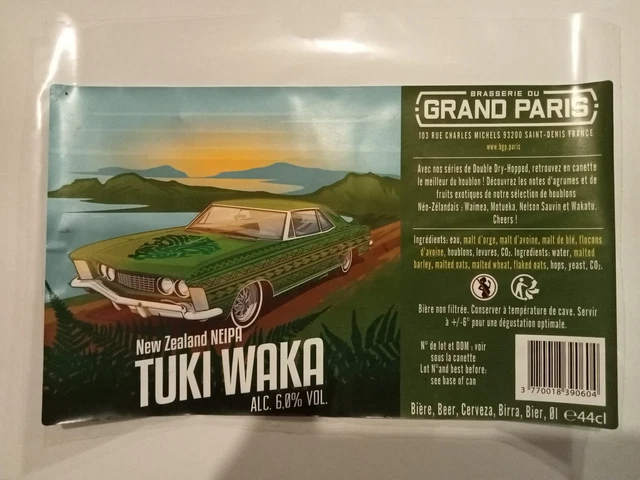 New Zealand NEIPA
TUKI WAKA
ALC. 6.0% VOL.
BRASSERIE DU
GRAND PARIS
103 RUE CHARLES MICHELS 93200 SAINT-DENIS FRANCE
www.bgp.paris
Avec nos séries de Double Dry-Hopped, retrouvez en canette
le meilleur du houblon ! Découvrez les notes d'agrumes et de
fruits exotiques de notre sélection de houblons
Néo-Zélandais : Waimea, Motueka, Nelson Sauvin et Wakatu.
Cheers !
Ingrédients: eau, malt d'orge, malt d'avoine, malt de blé, flocons
d'avoine, houblons, levures, CO₂. Ingredients: water, malted
barley, malted oats, malted wheat, flaked oats, hops, yeast, CO₂.
Bière non filtrée. Conserver à température de cave. Servir
à +/-6° pour une dégustation optimale.
N° de lot et DDM : voir
sous la canette
Lot N°and best before:
see base of can
3 770018 390604
Bière, Beer, Cerveza, Birra, Bier, Øl ℮44cl